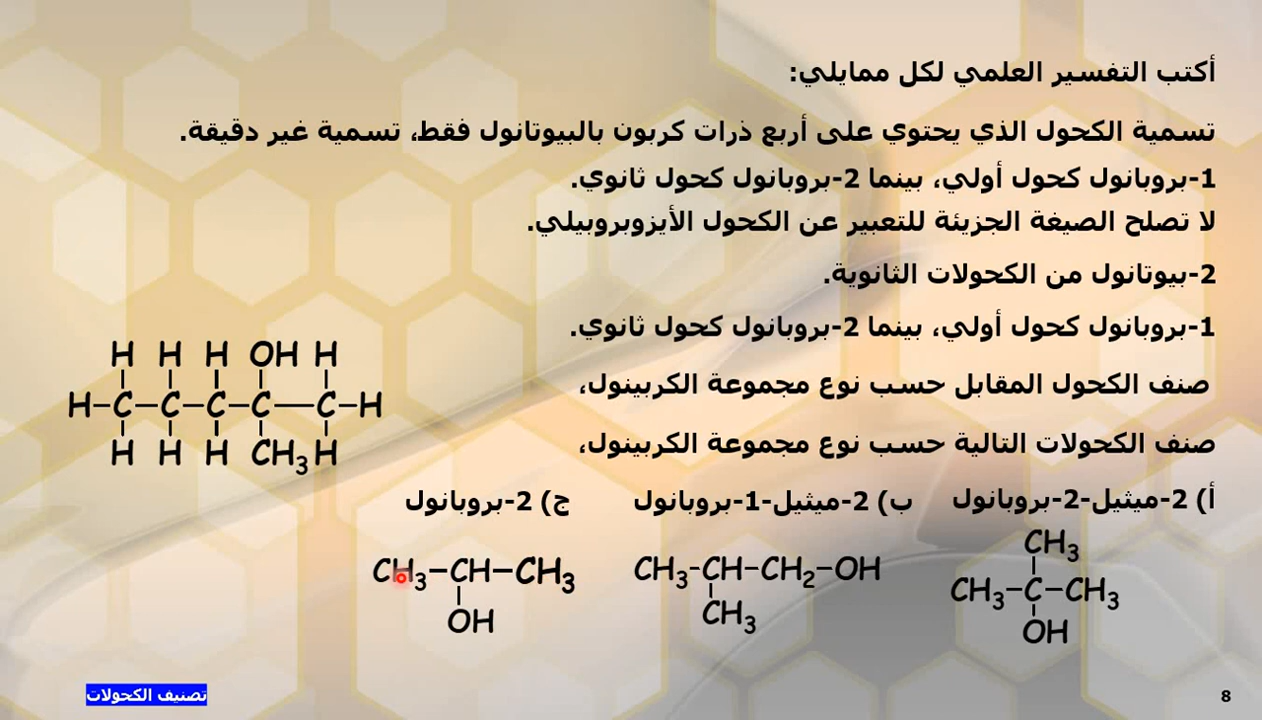 أكتب التفسير العلمي لكل ممايلي:
تسمية الكحول الذي يحتوي على أربع ذرات كربون بالبيوتانول فقط، تسمية غير دقيقة.
1-بروبانول كحول أولي، بينما 2-بروبانول كحول ثانوي.
لا تصلح الصيغة الجزيئة للتعبير عن الكحول الأيزوبروبيلي.
2-بيوتانول من الكحولات الثانوية.
1-بروبانول كحول أولي، بينما 2-بروبانول كحول ثانوي.
صنف الكحول المقابل حسب نوع مجموعة الكربينول،
H H H OH H
H-C-C-C-C—C-H
H H H CH₃ H
صنف الكحولات التالية حسب نوع مجموعة الكربينول،
أ) 2-ميثيل-2-بروبانول
CH₃
CH₃-C-CH₃
OH
ب) 2-ميثيل-1-بروبانول
CH₃-CH-CH₂-OH
CH₃
ج) 2-بروبانول
CH₃-CH-CH₃
OH
تصنيف الكحولات
8